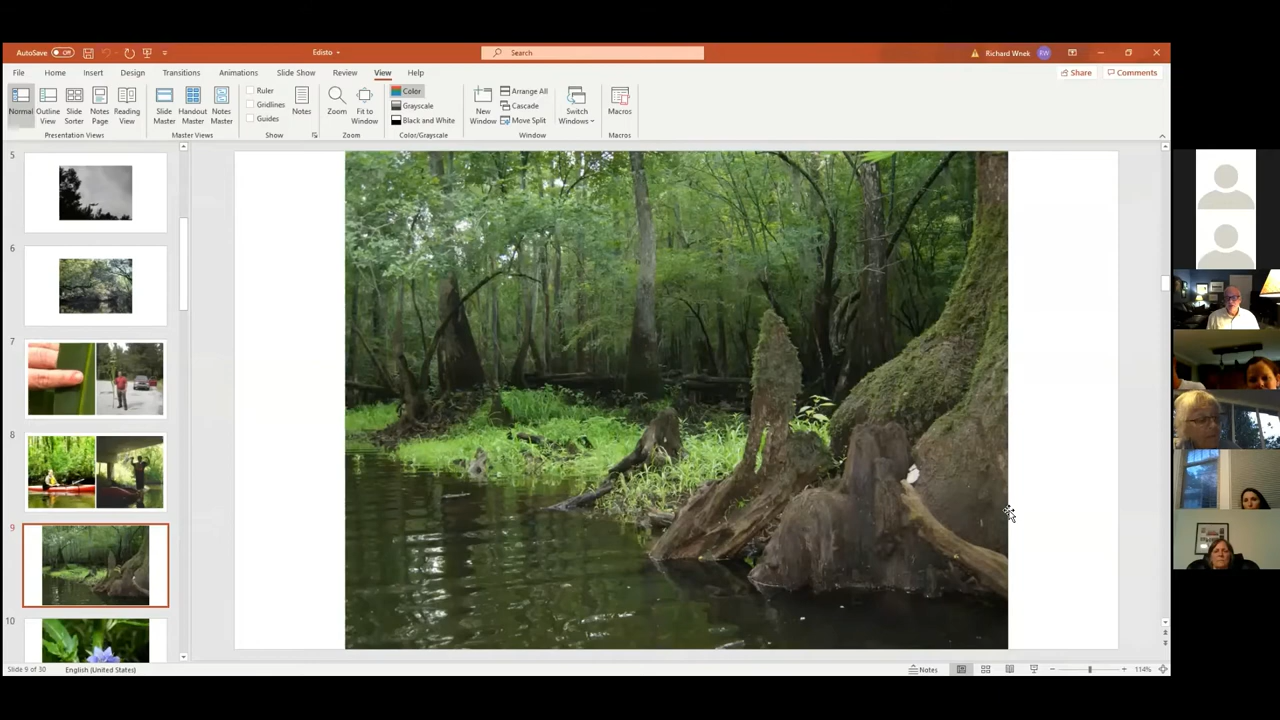 AutoSave Off
Edisto
Search
Richard Wnek
RW
File Home Insert Design Transitions Animations Slide Show Review View Help
Share Comments
Normal
Outline View
Slide Sorter
Notes Page
Reading View
Presentation Views
Slide Master
Handout Master
Notes Master
Master Views
Ruler
Gridlines
Guides
Show
Notes
Zoom
Fit to Window
Zoom
Color
Grayscale
Black and White
Color/Grayscale
New Window
Arrange All
Cascade
Move Split
Window
Switch Windows
Macros
Macros
5
6
7
8
9
10
Slide 9 of 30 English (United States)
Notes
114%